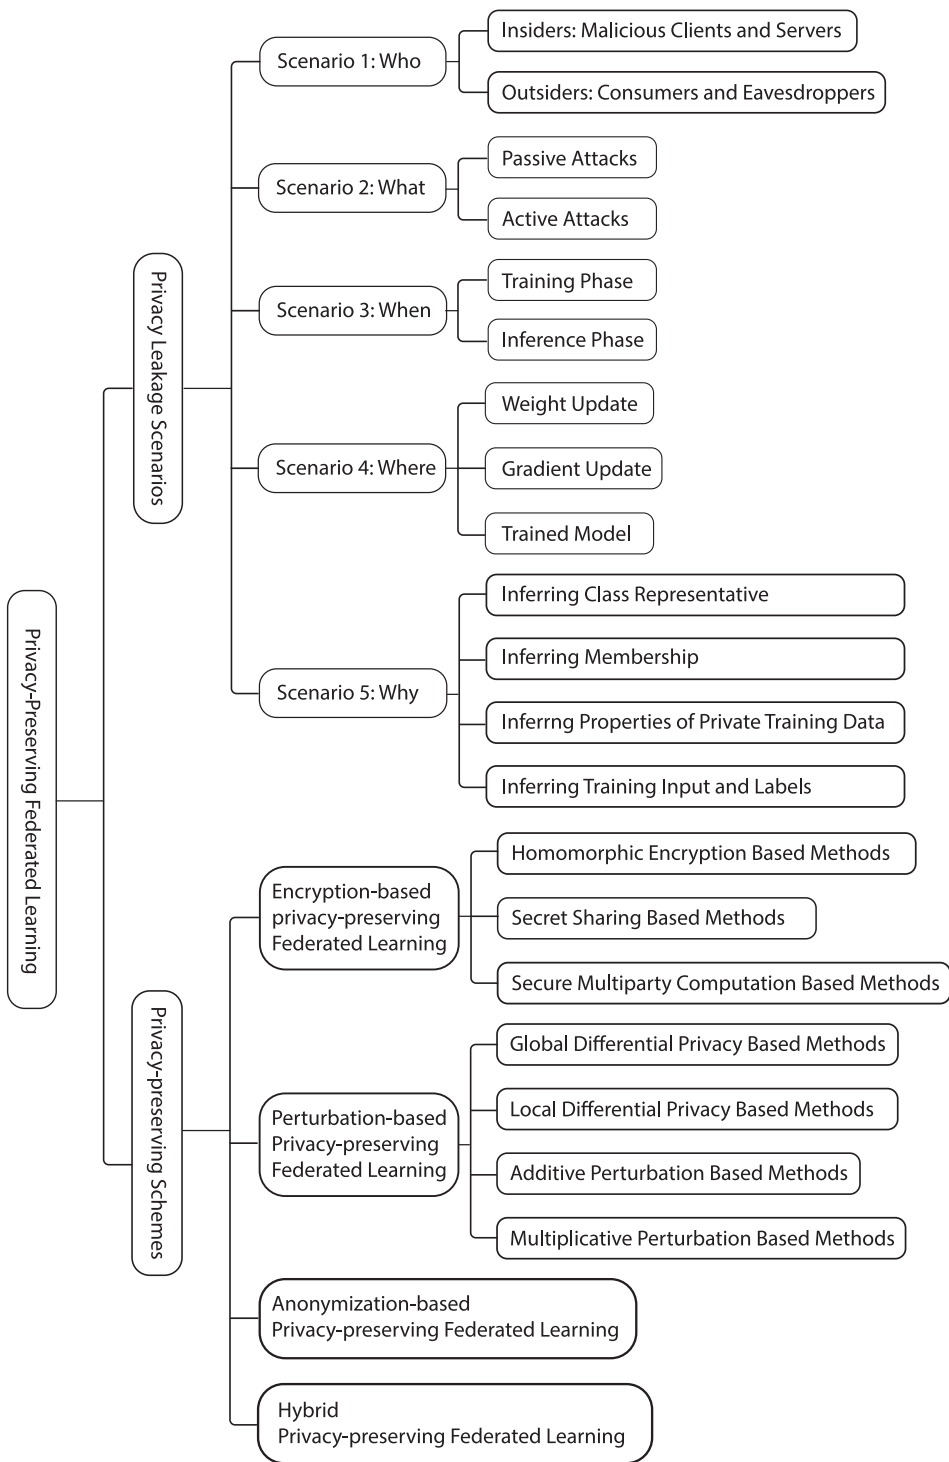 Privacy-Preserving Federated Learning
Privacy Leakage Scenarios
Scenario 1: Who
Insiders: Malicious Clients and Servers
Outsiders: Consumers and Eavesdroppers
Scenario 2: What
Passive Attacks
Active Attacks
Scenario 3: When
Training Phase
Inference Phase
Scenario 4: Where
Weight Update
Gradient Update
Trained Model
Scenario 5: Why
Inferring Class Representative
Inferring Membership
Inferrng Properties of Private Training Data
Inferring Training Input and Labels
Privacy-preserving Schemes
Encryption-based
privacy-preserving
Federated Learning
Homomorphic Encryption Based Methods
Secret Sharing Based Methods
Secure Multiparty Computation Based Methods
Perturbation-based
Privacy-preserving
Federated Learning
Global Differential Privacy Based Methods
Local Differential Privacy Based Methods
Additive Perturbation Based Methods
Multiplicative Perturbation Based Methods
Anonymization-based
Privacy-preserving Federated Learning
Hybrid
Privacy-preserving Federated Learning